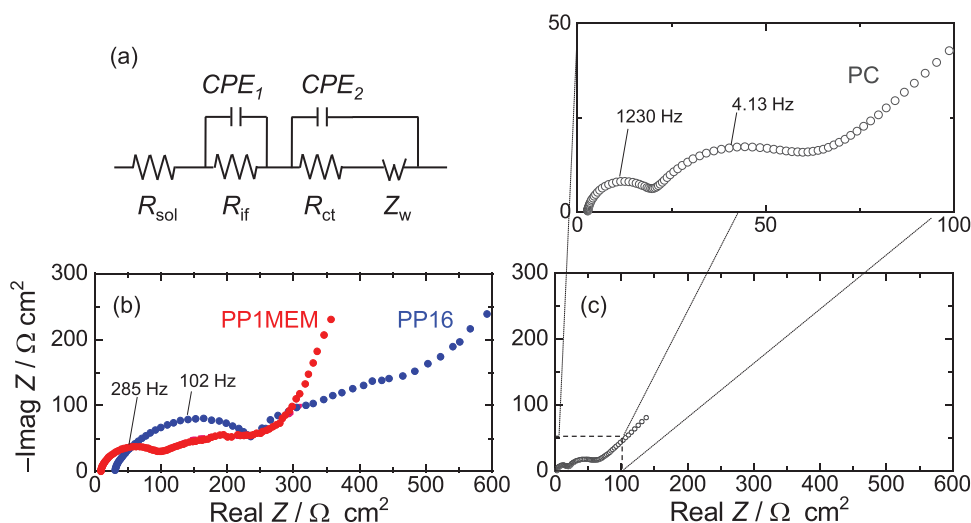 (a)
CPE1
CPE2
Rsol
Rif
Rct
Zw
50
0
0
50
100
PC
1230 Hz
4.13 Hz
(b)
PP1MEM
PP16
285 Hz
102 Hz
300
200
100
0
0
100
200
300
400
500
600
–Imag Z / Ω cm2
Real Z / Ω cm2
(c)
300
200
100
0
0
100
200
300
400
500
600
Real Z / Ω cm2